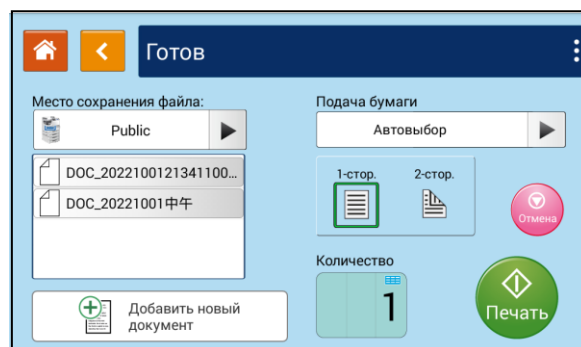 Готов
Место сохранения файла:
Public
DOC_2022100121341100...
DOC_20221001中午
Добавить новый
документ
Подача бумаги
Автовыбор
1-стор. 2-стор.
Отмена
Количество
1
Печать